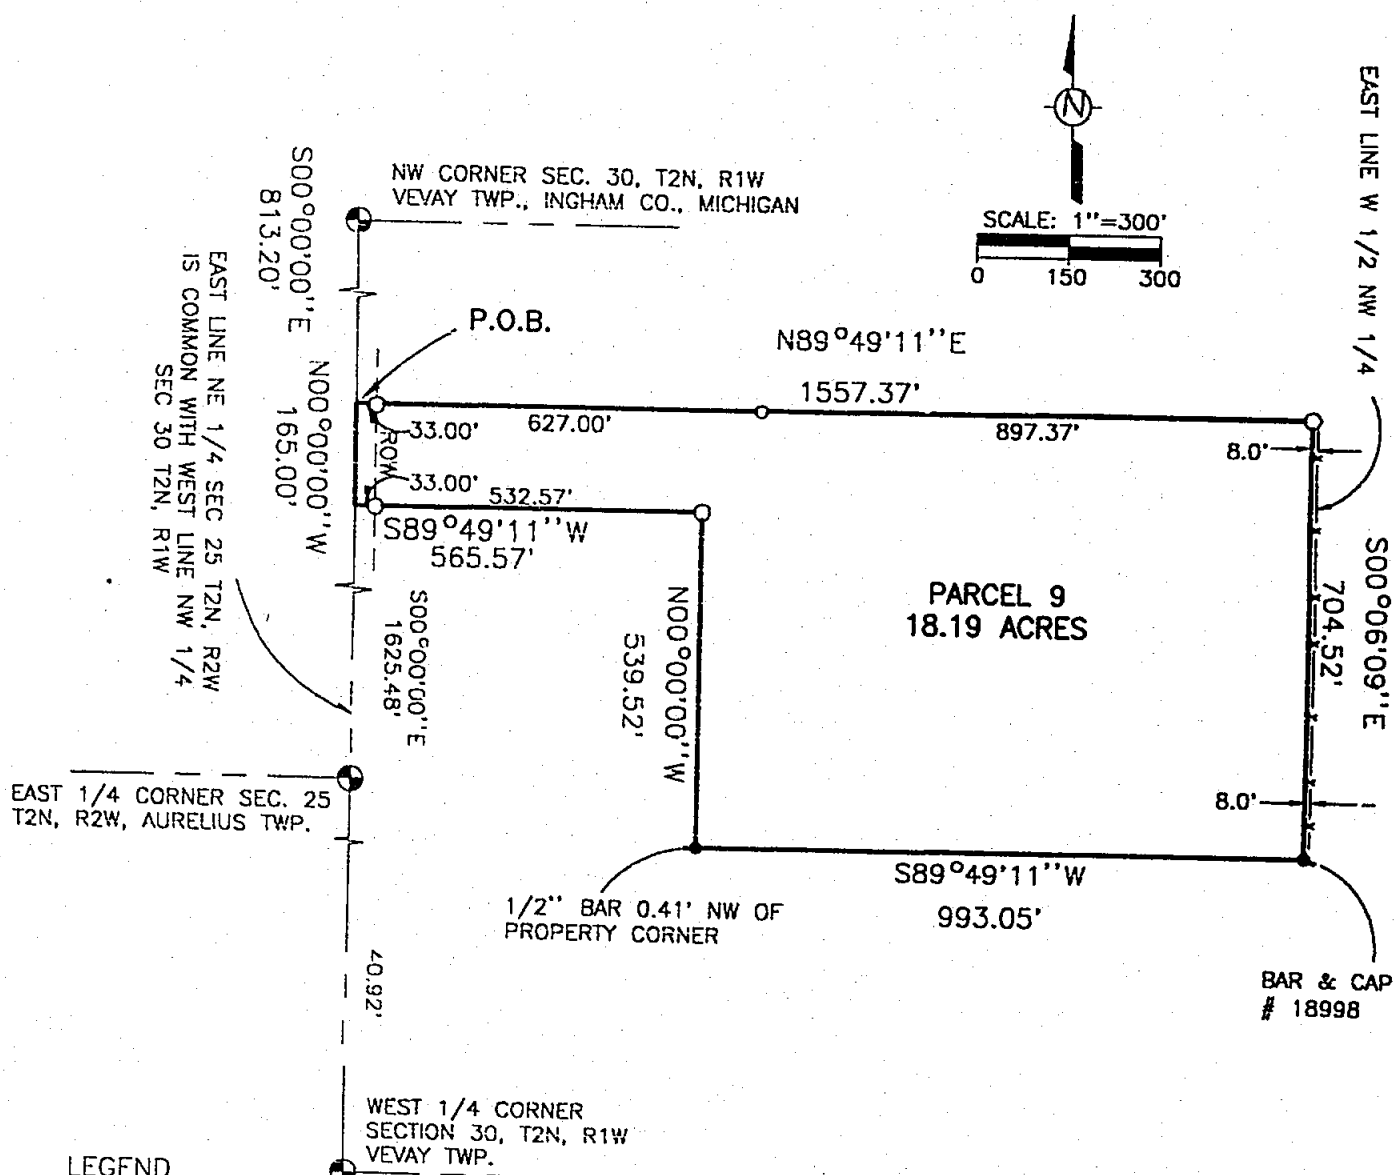 N
SCALE: 1''=300'
0 150 300
NW CORNER SEC. 30, T2N, R1W
VEVAY TWP., INGHAM CO., MICHIGAN
S00°00'00''E
813.20'
EAST LINE NE 1/4 SEC 25 T2N, R2W
IS COMMON WITH WEST LINE NW 1/4
SEC 30 T2N, R1W
P.O.B.
N00°00'00''W
165.00'
N89°49'11''E
1557.37'
33.00'
627.00'
897.37'
ROW
33.00'
532.57'
S89°49'11''W
565.57'
8.0'
EAST LINE W 1/2 NW 1/4
S00°06'09''E
704.52'
PARCEL 9
18.19 ACRES
N00°00'00''W
539.52'
S00°00'00''E
1625.48'
8.0'
EAST 1/4 CORNER SEC. 25
T2N, R2W, AURELIUS TWP.
S89°49'11''W
993.05'
1/2'' BAR 0.41' NW OF
PROPERTY CORNER
BAR & CAP
# 18998
40.92'
WEST 1/4 CORNER
SECTION 30, T2N, R1W
VEVAY TWP.
LEGEND